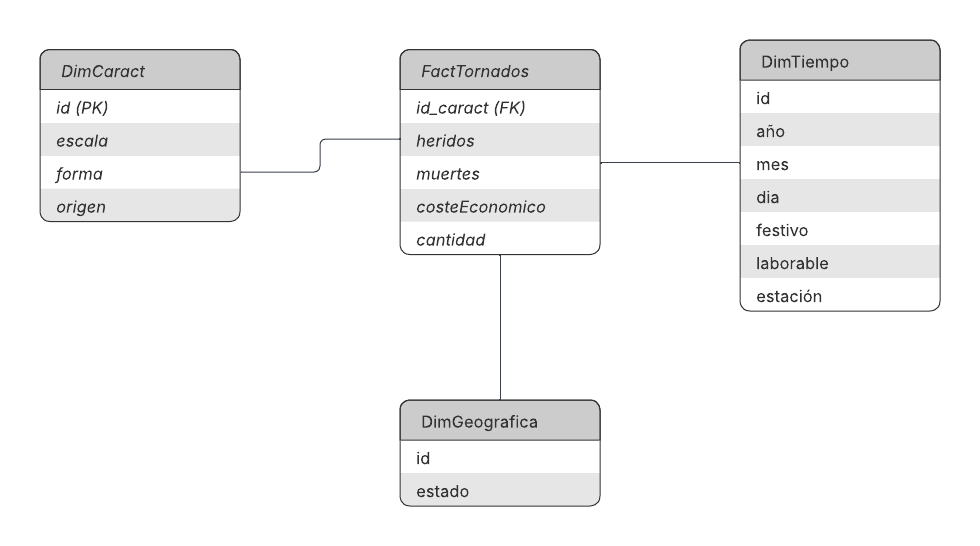 DimCaract
id (PK)
escala
forma
origen
FactTornados
id_caract (FK)
heridos
muertes
costeEconomico
cantidad
DimTiempo
id
año
mes
dia
festivo
laborable
estación
DimGeografica
id
estado